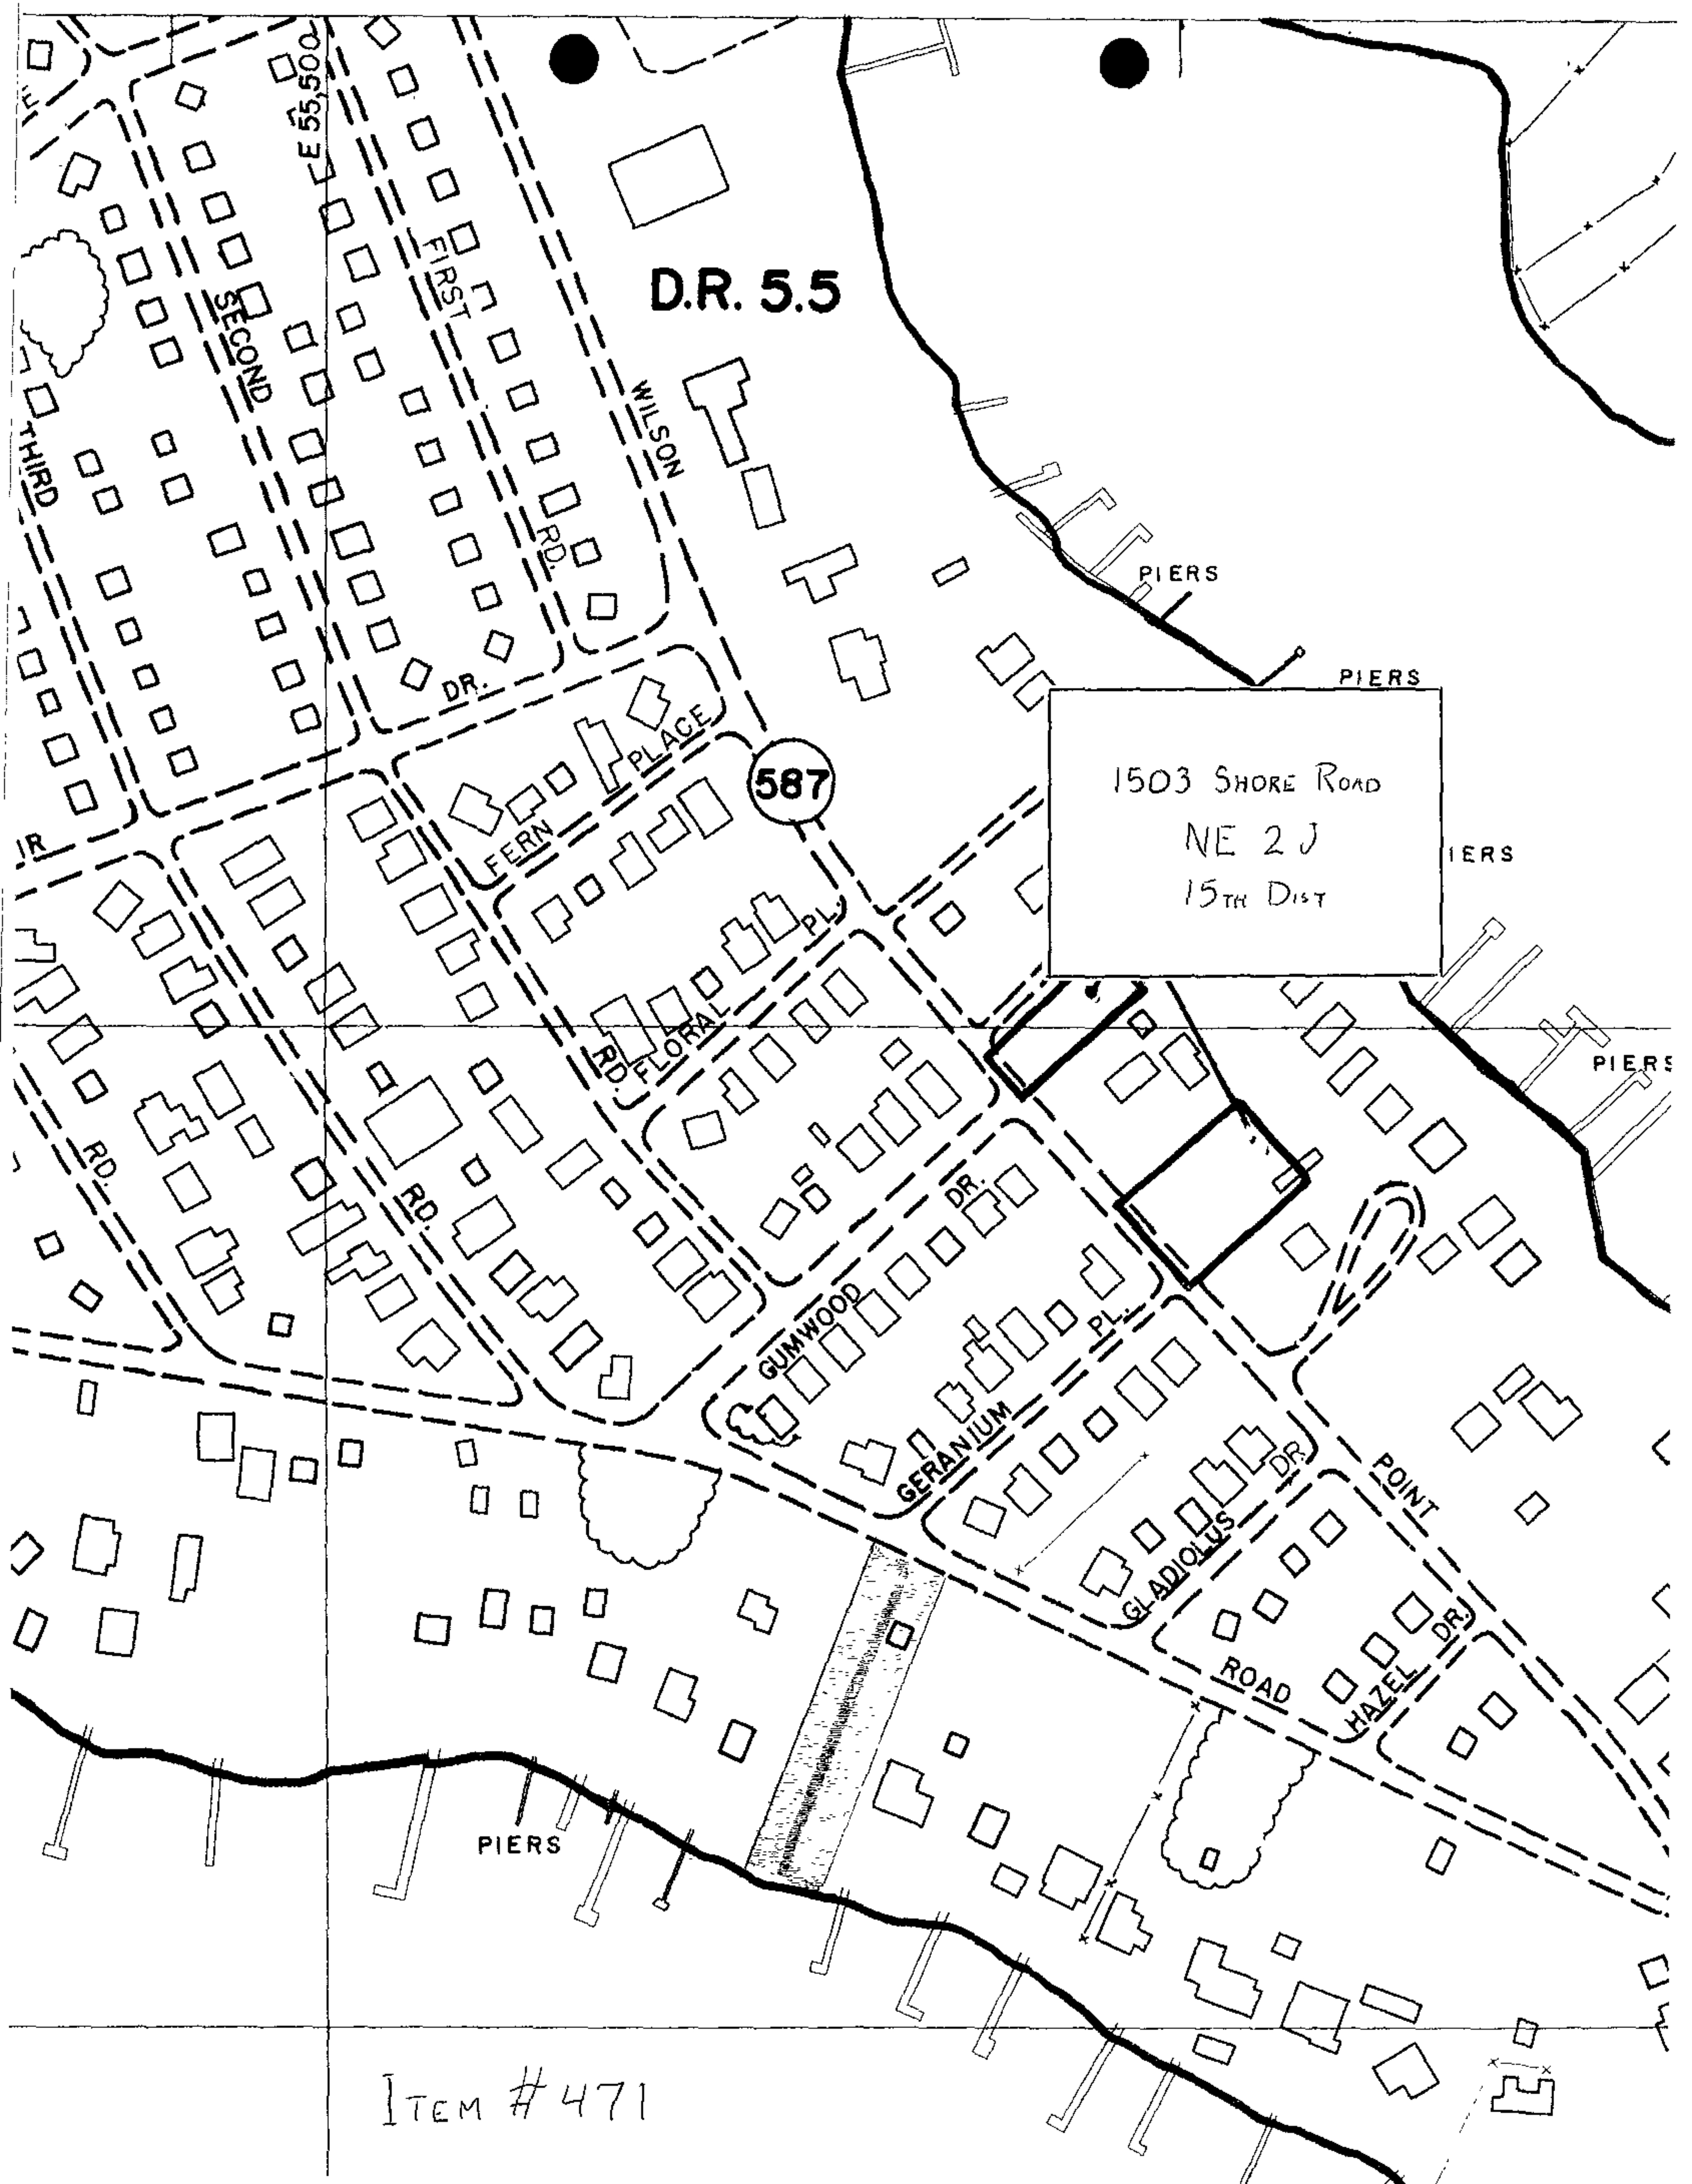 E 55,500
FIRST
D.R. 5.5
SECOND
WILSON
THIRD
RD.
PIERS
PIERS
DR.
PLACE
587
1503 SHORE ROAD
NE 2 J
15TH DIST
FERN
IERS
PL.
FLORAL
RD.
PIERS
RD.
RD.
DR.
GUMWOOD
PL.
GERANIUM
DR.
POINT
GLADIOLUS
DR.
ROAD
HAZEL
PIERS
ITEM # 471